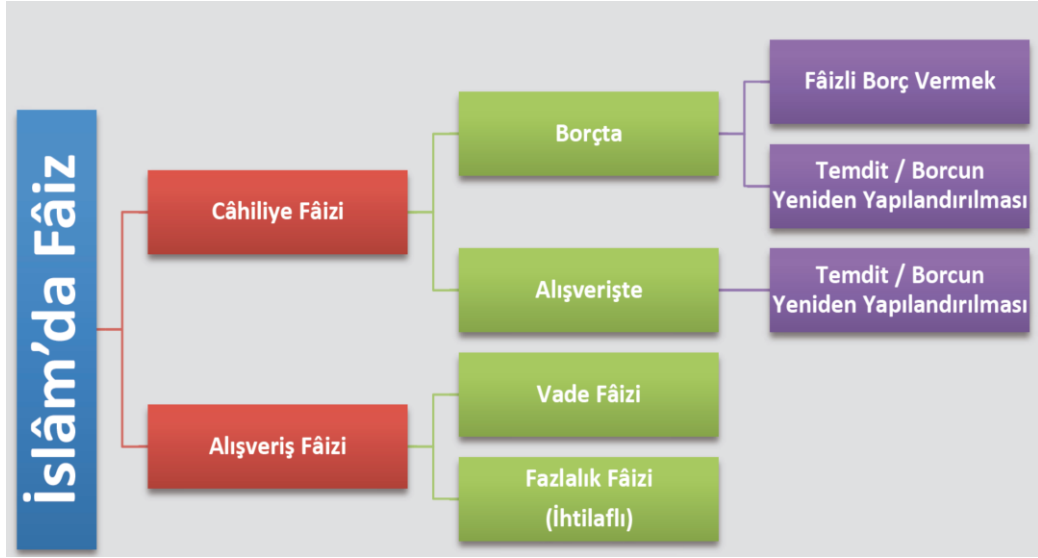 İslâm’da Fâiz
Câhiliye Fâizi
Borçta
Fâizli Borç Vermek
Temdit / Borcun
Yeniden Yapılandırılması
Alışverişte
Temdit / Borcun
Yeniden Yapılandırılması
Alışveriş Fâizi
Vade Fâizi
Fazlalık Fâizi
(İhtilaflı)